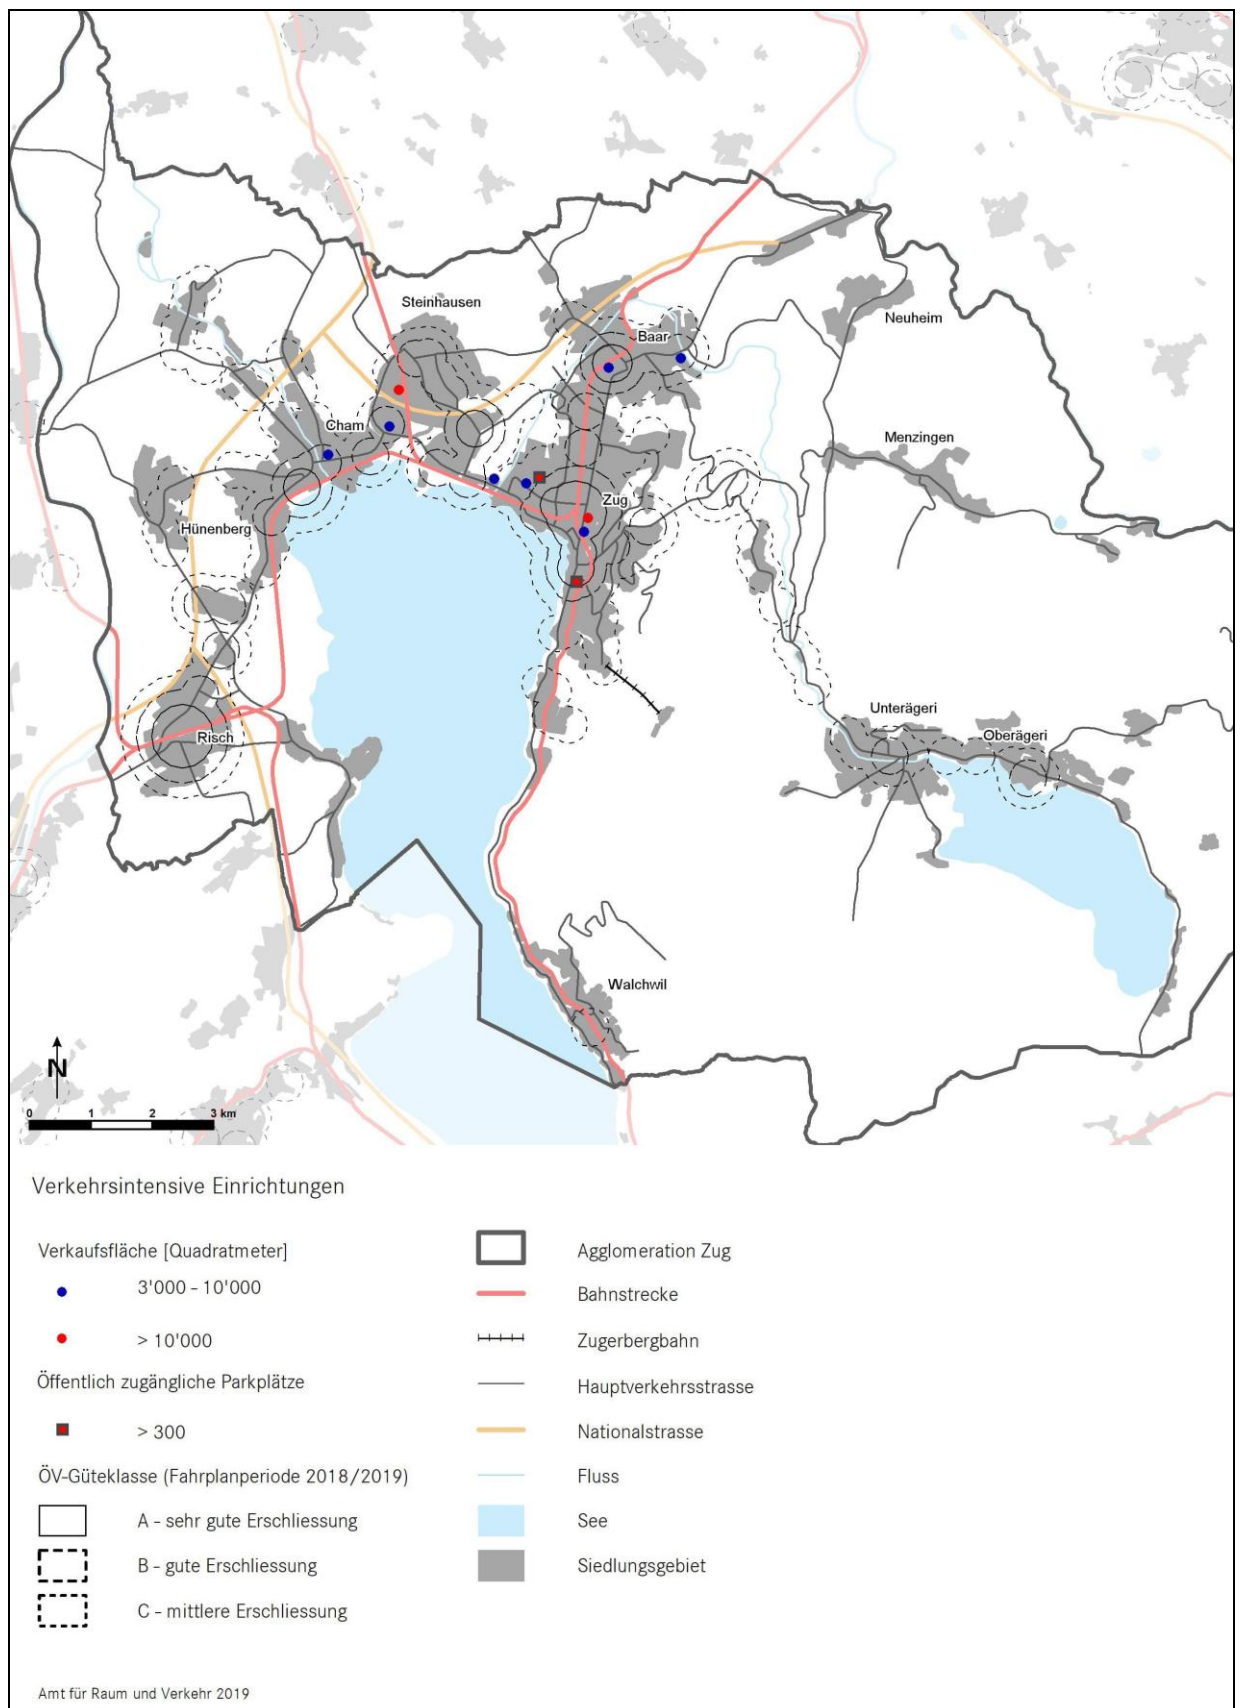 Steinhausen
Baar
Neuheim
Cham
Menzingen
Zug
Hünenberg
Unterägeri
Risch
Oberägeri
Walchwil
N
0 1 2 3 km
Verkehrsintensive Einrichtungen
Verkaufsfläche [Quadratmeter]
3'000 - 10'000
> 10'000
Öffentlich zugängliche Parkplätze
> 300
ÖV-Güteklasse (Fahrplanperiode 2018/2019)
A - sehr gute Erschliessung
B - gute Erschliessung
C - mittlere Erschliessung
Agglomeration Zug
Bahnstrecke
Zugerbergbahn
Hauptverkehrsstrasse
Nationalstrasse
Fluss
See
Siedlungsgebiet
Amt für Raum und Verkehr 2019